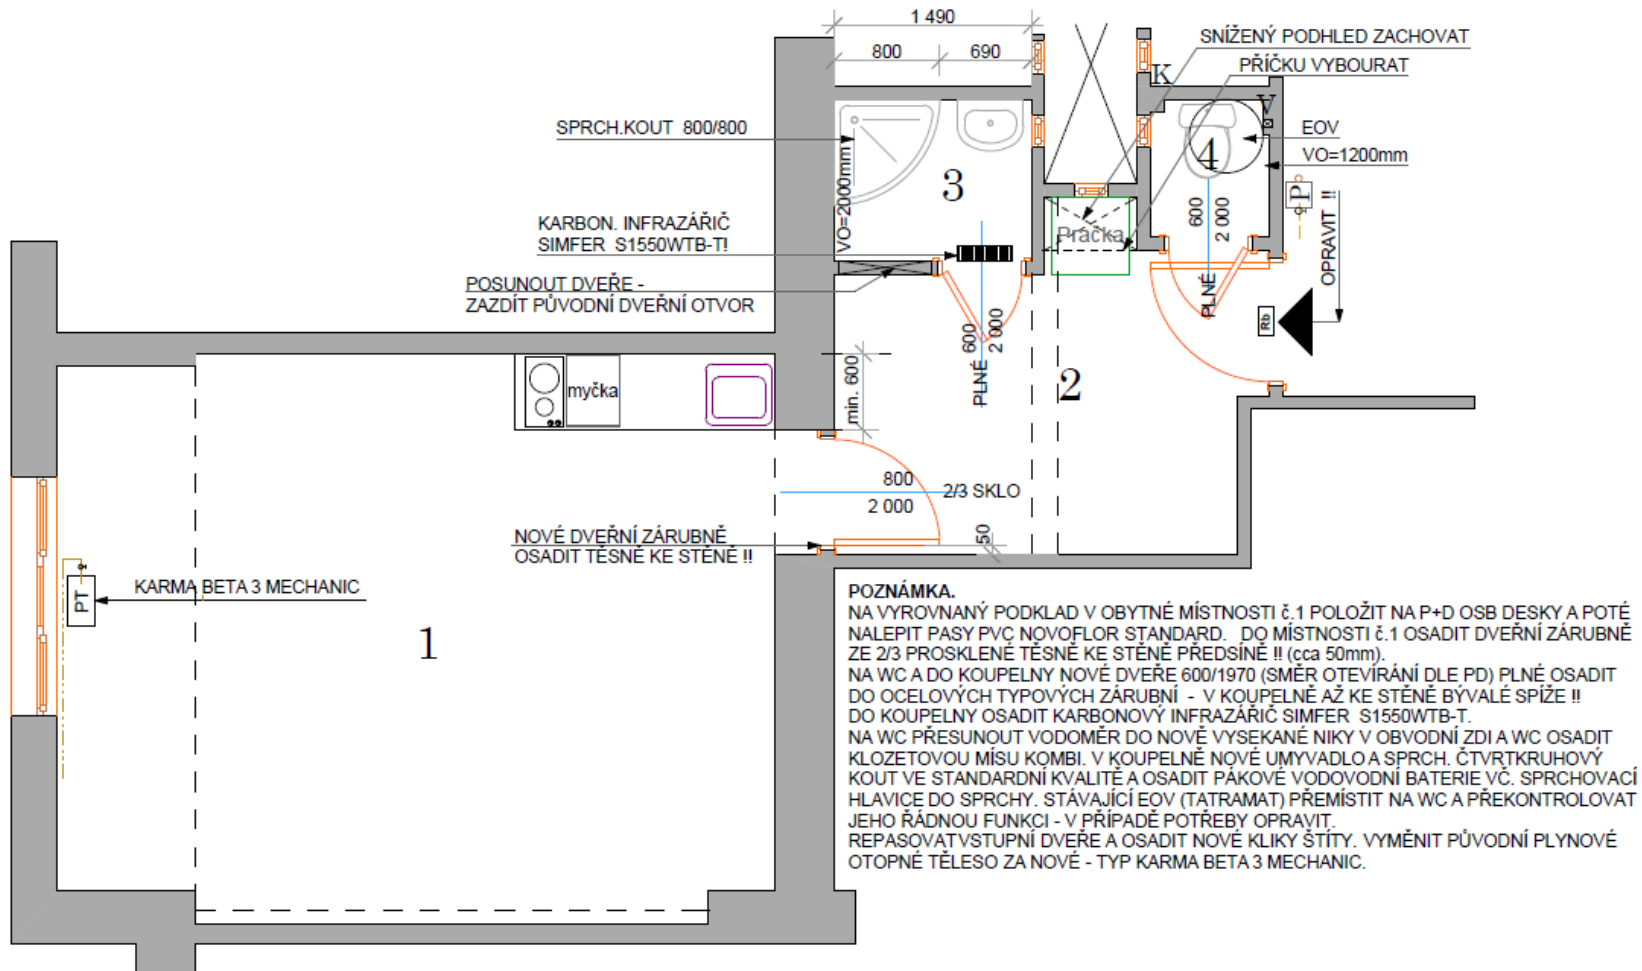 1 490
800
690
SNÍŽENÝ PODHLED ZACHOVAT
PŘÍČKU VYBOURAT
K
V
SPRCH.KOUT 800/800
EOV
VO=1200mm
VO=2000mm
3
4
P
KARBON. INFRAZÁŘIČ
SIMFER S1550WTB-T!
Pračka
600
2 000
PLNÉ
OPRAVIT !!
POSUNOUT DVEŘE -
ZAZDÍT PŮVODNÍ DVEŘNÍ OTVOR
Rb
600
2 000
PLNÉ
min. 600
2
myčka
800
2 000
2/3 SKLO
50
NOVÉ DVEŘNÍ ZÁRUBNĚ
OSADIT TĚSNĚ KE STĚNĚ !!
PT
KARMA BETA 3 MECHANIC
1
POZNÁMKA.
NA VYROVNANÝ PODKLAD V OBYTNÉ MÍSTNOSTI č.1 POLOŽIT NA P+D OSB DESKY A POTÉ
NALEPIT PASY PVC NOVOFLOR STANDARD. DO MÍSTNOSTI č.1 OSADIT DVEŘNÍ ZÁRUBNĚ
ZE 2/3 PROSKLENÉ TĚSNĚ KE STĚNĚ PŘEDSÍNĚ !! (cca 50mm).
NA WC A DO KOUPELNY NOVÉ DVEŘE 600/1970 (SMĚR OTEVÍRÁNÍ DLE PD) PLNÉ OSADIT
DO OCELOVÝCH TYPOVÝCH ZÁRUBNÍ - V KOUPELNĚ AŽ KE STĚNĚ BÝVALÉ SPÍŽE !!
DO KOUPELNY OSADIT KARBONOVÝ INFRAZÁŘIČ SIMFER S1550WTB-T.
NA WC PŘESUNOUT VODOMĚR DO NOVĚ VYSEKANÉ NIKY V OBVODNÍ ZDI A WC OSADIT
KLOZETOVOU MÍSU KOMBI. V KOUPELNĚ NOVÉ UMYVADLO A SPRCH. ČTVRTKRUHOVÝ
KOUT VE STANDARDNÍ KVALITĚ A OSADIT PÁKOVÉ VODOVODNÍ BATERIE VČ. SPRCHOVACÍ
HLAVICE DO SPRCHY. STÁVAJÍCÍ EOV (TATRAMAT) PŘEMÍSTIT NA WC A PŘEKONTROLOVAT
JEHO ŘÁDNOU FUNKCI - V PŘÍPADĚ POTŘEBY OPRAVIT.
REPASOVATVSTUPNÍ DVEŘE A OSADIT NOVÉ KLIKY ŠTÍTY. VYMĚNIT PŮVODNÍ PLYNOVÉ
OTOPNÉ TĚLESO ZA NOVÉ - TYP KARMA BETA 3 MECHANIC.